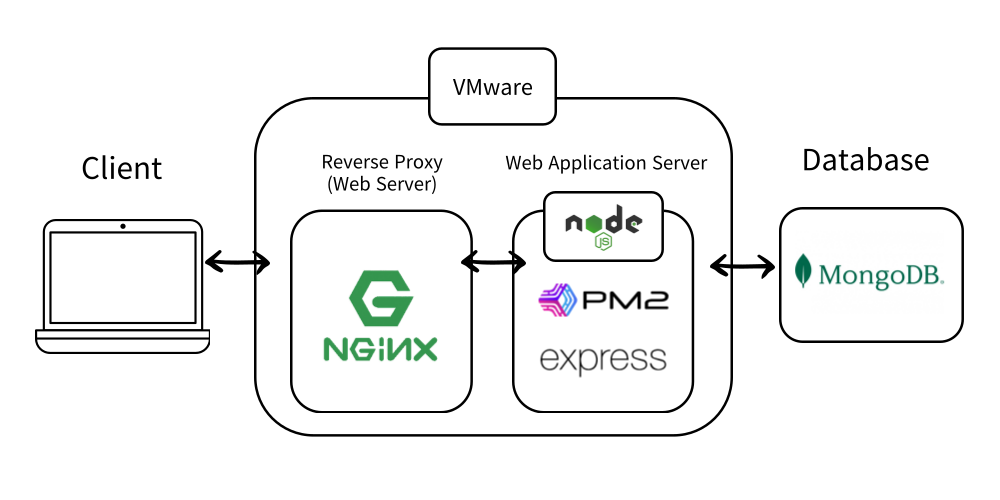 VMware
Client
Reverse Proxy
(Web Server)
Web Application Server
Database
node
JS
NGINX
PM2
express
MongoDB.